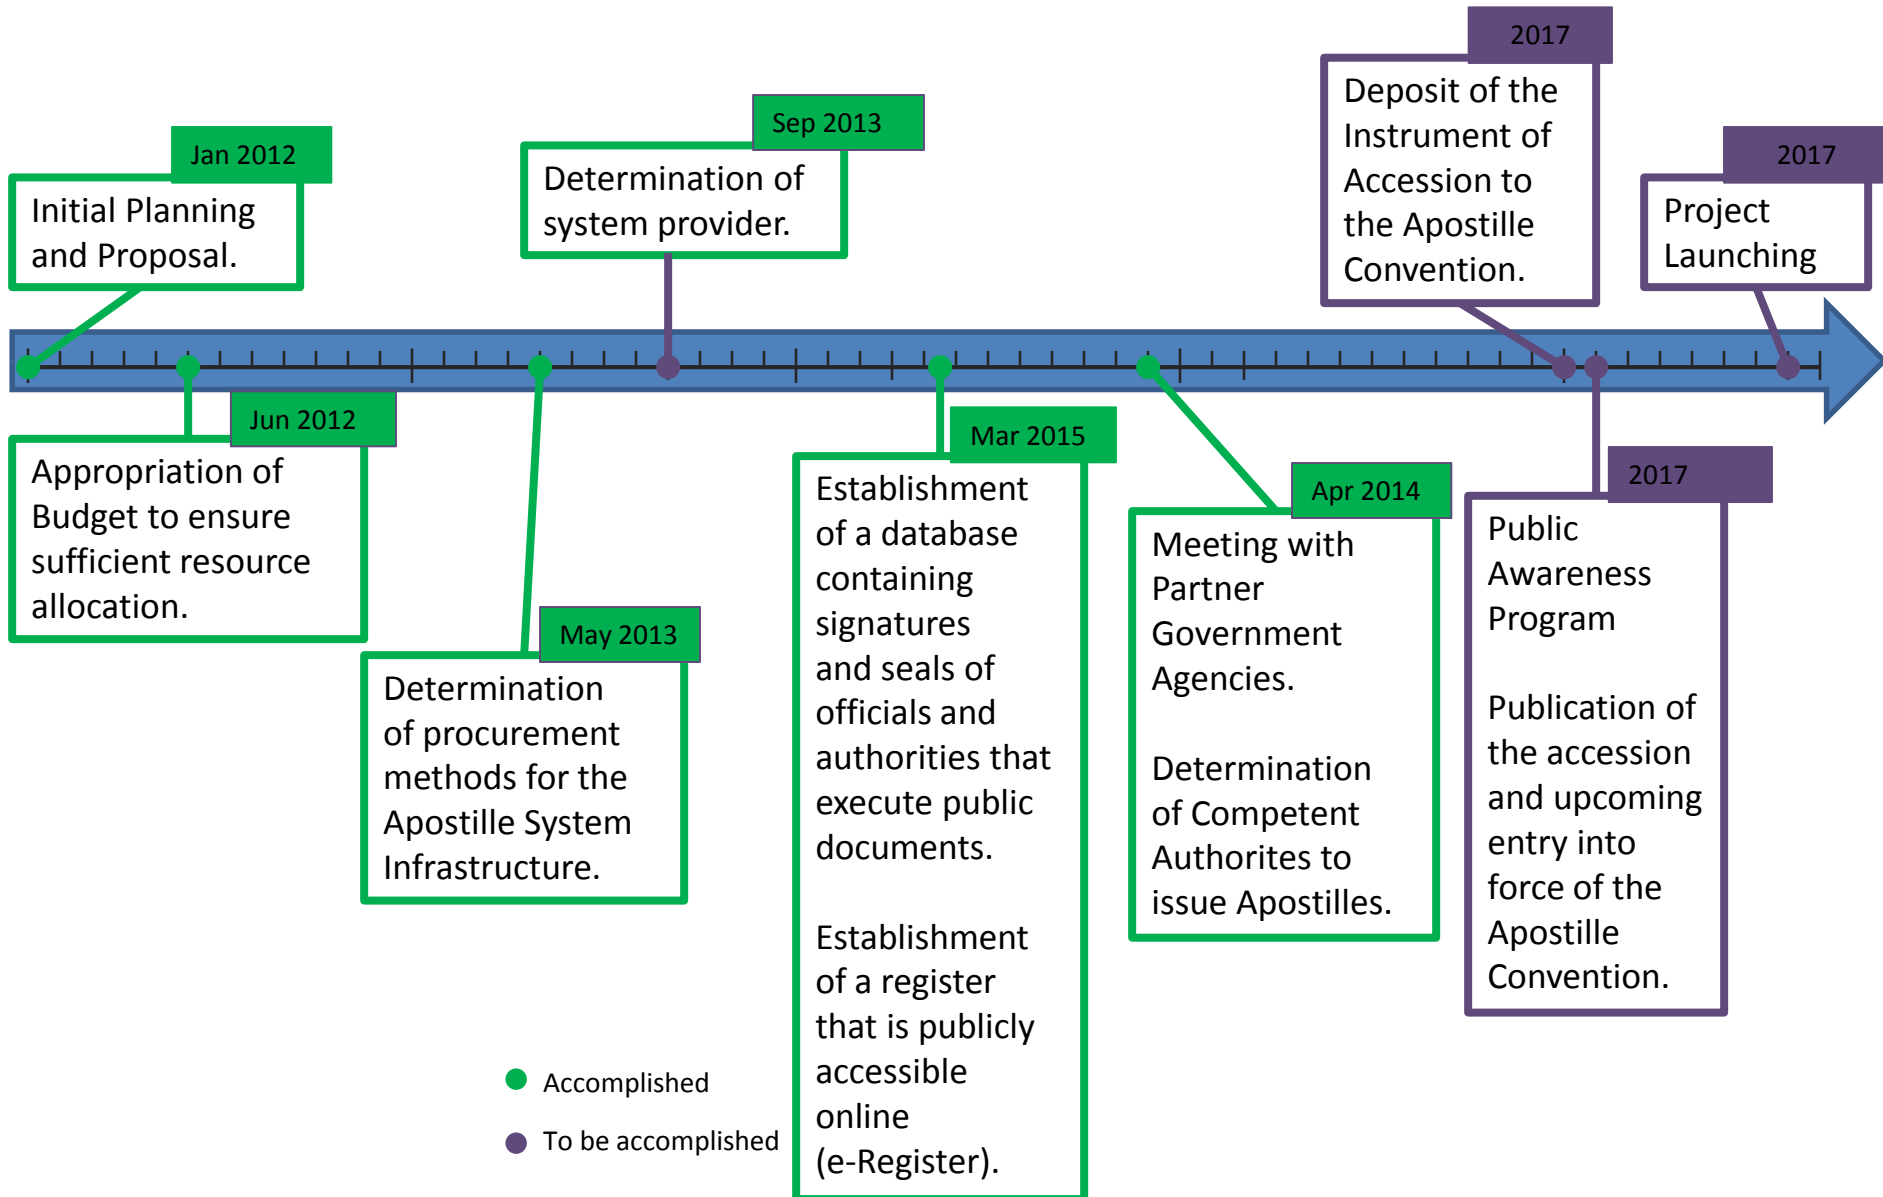 Jan 2012
Initial Planning
and Proposal.
Sep 2013
Determination of
system provider.
2017
Deposit of the
Instrument of
Accession to
the Apostille
Convention.
2017
Project
Launching
Jun 2012
Appropriation of
Budget to ensure
sufficient resource
allocation.
May 2013
Determination
of procurement
methods for the
Apostille System
Infrastructure.
Mar 2015
Establishment
of a database
containing
signatures
and seals of
officials and
authorities that
execute public
documents.
Establishment
of a register
that is publicly
accessible
online
(e-Register).
Apr 2014
Meeting with
Partner
Government
Agencies.
Determination
of Competent
Authorites to
issue Apostilles.
2017
Public
Awareness
Program
Publication of
the accession
and upcoming
entry into
force of the
Apostille
Convention.
Accomplished
To be accomplished